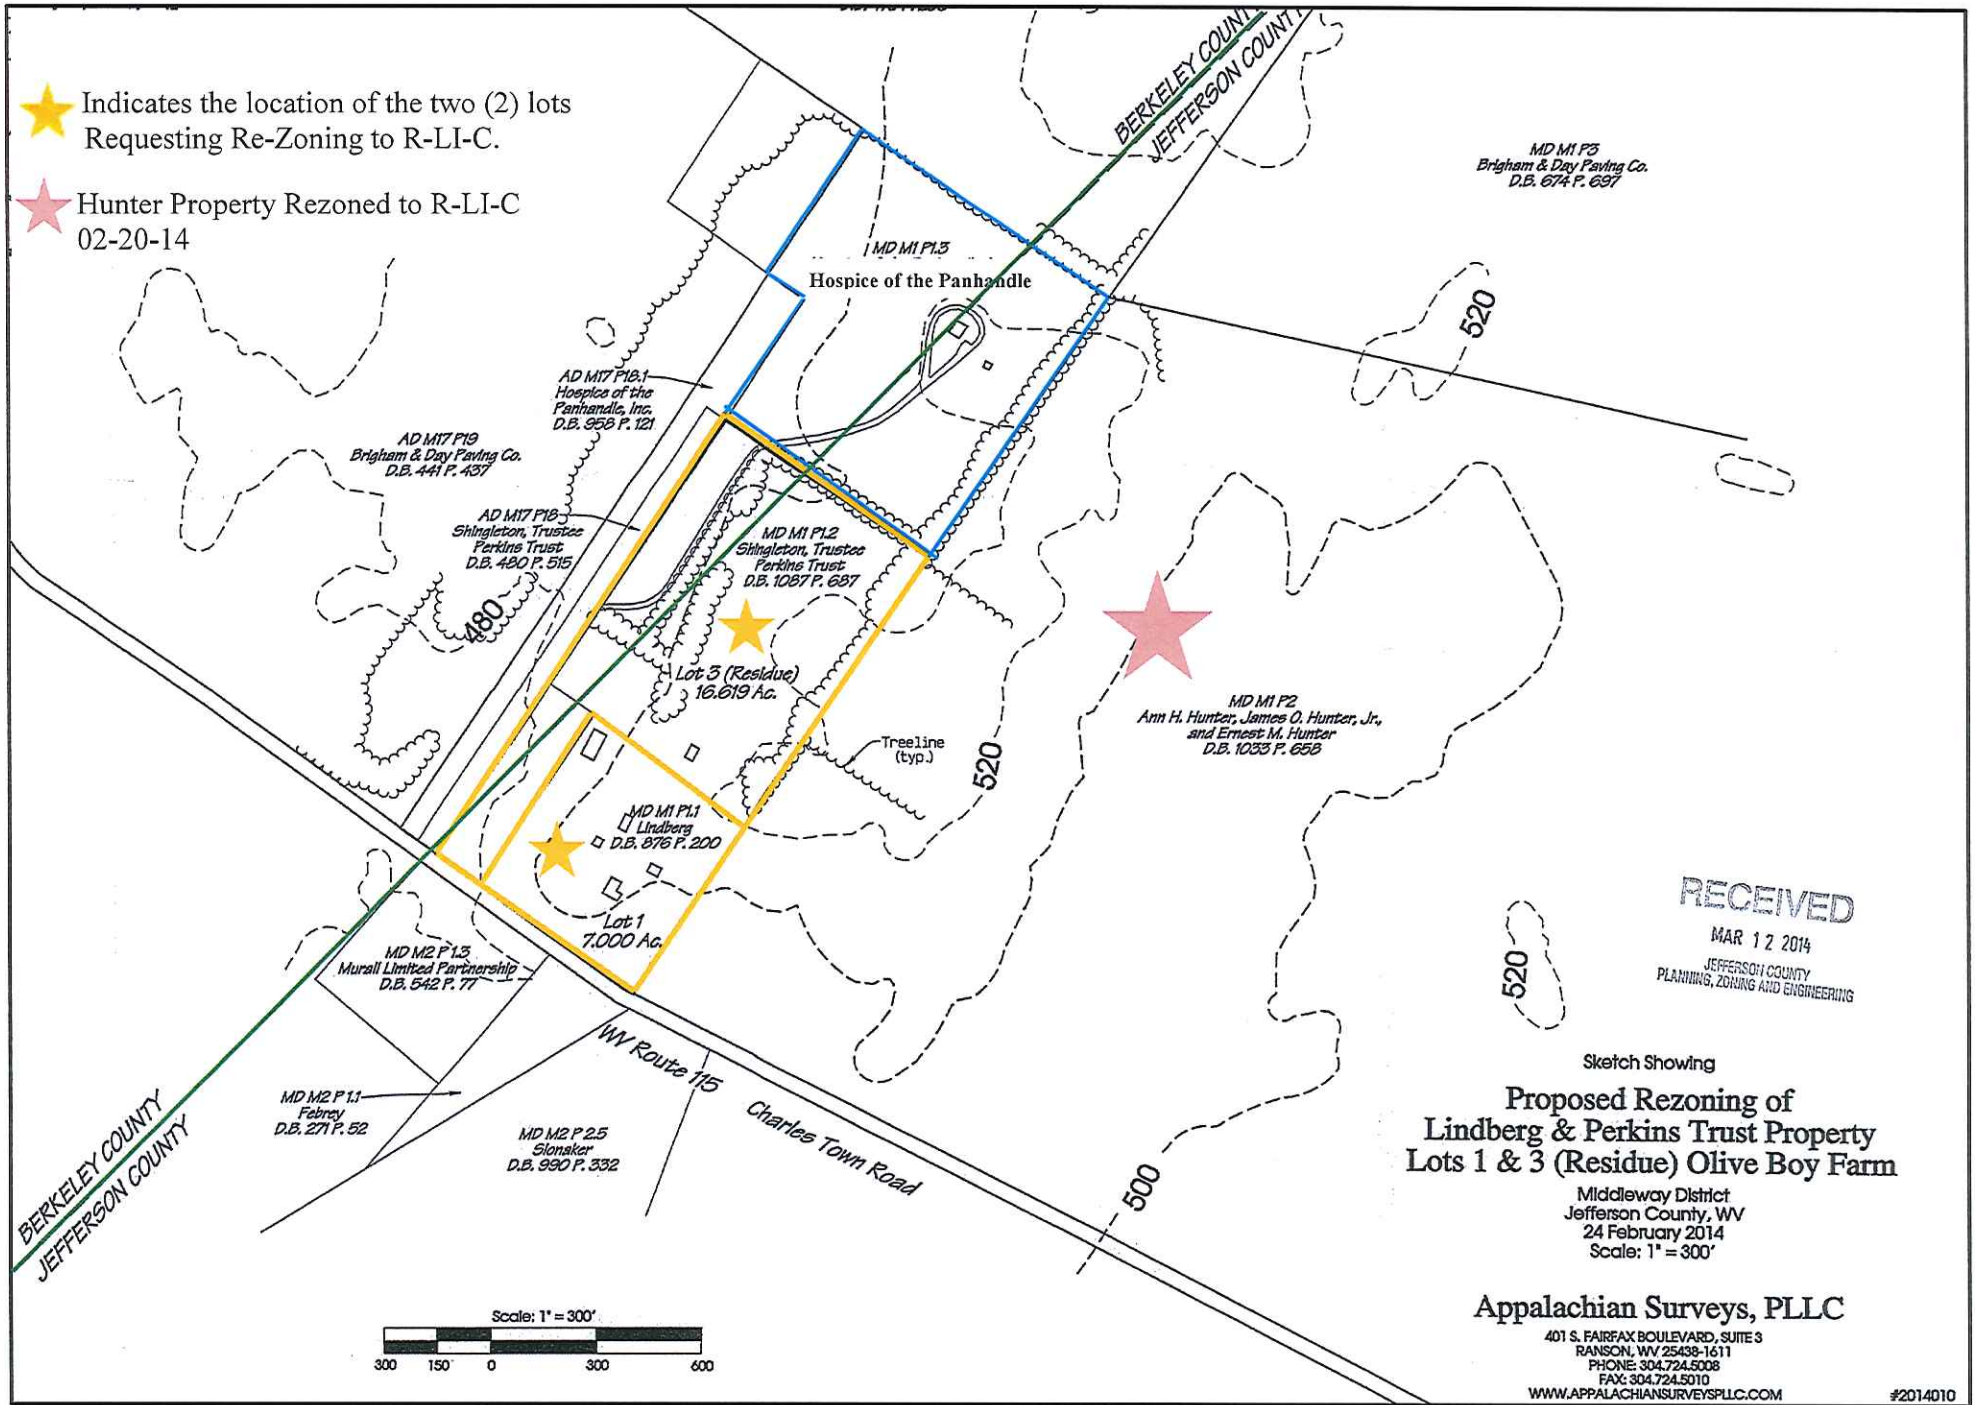 Indicates the location of the two (2) lots
Requesting Re-Zoning to R-LI-C.
Hunter Property Rezoned to R-LI-C
02-20-14
BERKELEY COUNTY
JEFFERSON COUNTY
MD M1 P3
Brigham & Day Paving Co.
D.B. 674 P. 697
MD M1 P1.3
Hospice of the Panhandle
520
AD M17 P18.1
Hospice of the
Panhandle, Inc.
D.B. 958 P. 121
AD M17 P19
Brigham & Day Paving Co.
D.B. 441 P. 437
AD M17 P18
Shingleton, Trustee
Perkins Trust
D.B. 480 P. 515
MD M1 P1.2
Shingleton, Trustee
Perkins Trust
D.B. 1087 P. 687
480
Lot 3 (Residue)
16.619 Ac.
MD M1 P2
Ann H. Hunter, James O. Hunter, Jr.,
and Ernest M. Hunter
D.B. 1033 P. 658
Treeline
(typ.)
520
MD M1 P1.1
Lindberg
D.B. 876 P. 200
Lot 1
7.000 Ac.
RECEIVED
MAR 12 2014
JEFFERSON COUNTY
PLANNING, ZONING AND ENGINEERING
520
MD M2 P 1.3
Murall Limited Partnership
D.B. 542 P. 77
WV Route 115
Charles Town Road
MD M2 P 1.1
Febrey
D.B. 271 P. 52
MD M2 P 2.5
Slonaker
D.B. 990 P. 332
500
BERKELEY COUNTY
JEFFERSON COUNTY
Sketch Showing
Proposed Rezoning of
Lindberg & Perkins Trust Property
Lots 1 & 3 (Residue) Olive Boy Farm
Middleway District
Jefferson County, WV
24 February 2014
Scale: 1" = 300'
Scale: 1" = 300'
300 150 0 300 600
Appalachian Surveys, PLLC
401 S. FAIRFAX BOULEVARD, SUITE 3
RANSON, WV 25438-1611
PHONE: 304.724.5008
FAX: 304.724.5010
WWW.APPALACHIANSURVEYSPLLC.COM
#2014010